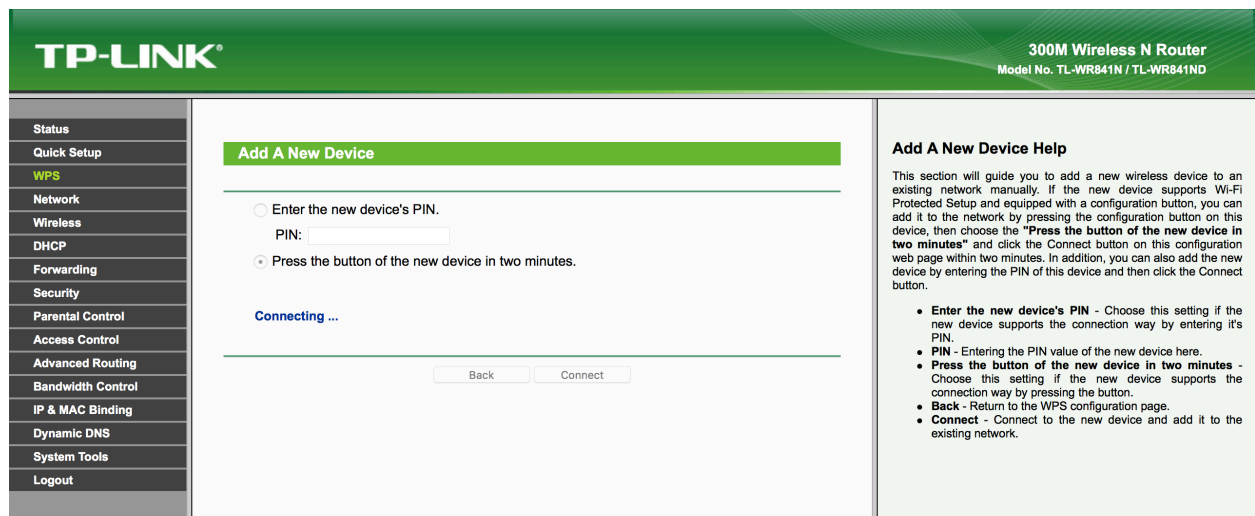 TP-LINK®
300M Wireless N Router
Model No. TL-WR841N / TL-WR841ND
Status
Quick Setup
WPS
Network
Wireless
DHCP
Forwarding
Security
Parental Control
Access Control
Advanced Routing
Bandwidth Control
IP & MAC Binding
Dynamic DNS
System Tools
Logout
Add A New Device
Enter the new device's PIN.
PIN:
Press the button of the new device in two minutes.
Connecting ...
Back Connect
Add A New Device Help
This section will guide you to add a new wireless device to an
existing network manually. If the new device supports Wi-Fi
Protected Setup and equipped with a configuration button, you can
add it to the network by pressing the configuration button on this
device, then choose the "Press the button of the new device in
two minutes" and click the Connect button on this configuration
web page within two minutes. In addition, you can also add the new
device by entering the PIN of this device and then click the Connect
button.
● Enter the new device's PIN - Choose this setting if the
new device supports the connection way by entering it's
PIN.
● PIN - Entering the PIN value of the new device here.
● Press the button of the new device in two minutes -
Choose this setting if the new device supports the
connection way by pressing the button.
● Back - Return to the WPS configuration page.
● Connect - Connect to the new device and add it to the
existing network.